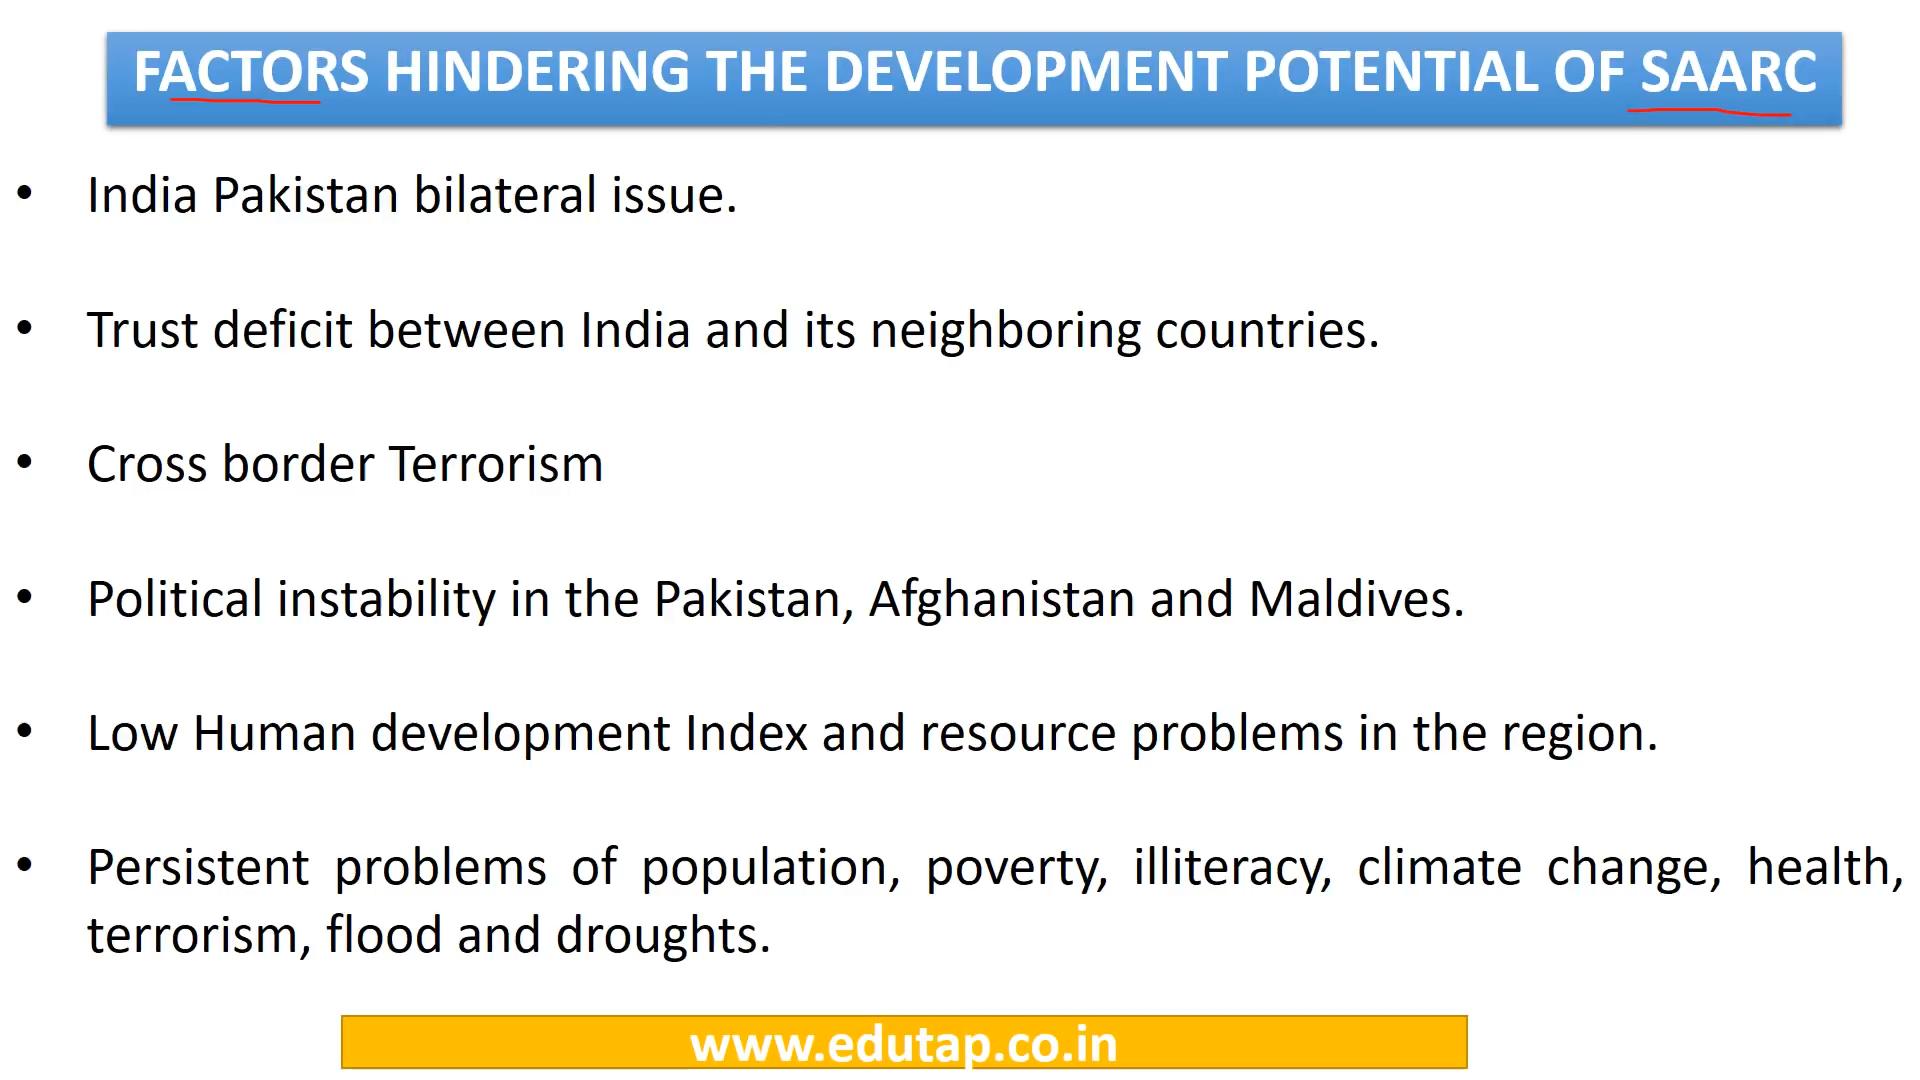 FACTORS HINDERING THE DEVELOPMENT POTENTIAL OF SAARC
• India Pakistan bilateral issue.
• Trust deficit between India and its neighboring countries.
• Cross border Terrorism
• Political instability in the Pakistan, Afghanistan and Maldives.
• Low Human development Index and resource problems in the region.
• Persistent problems of population, poverty, illiteracy, climate change, health,
terrorism, flood and droughts.
www.edutap.co.in